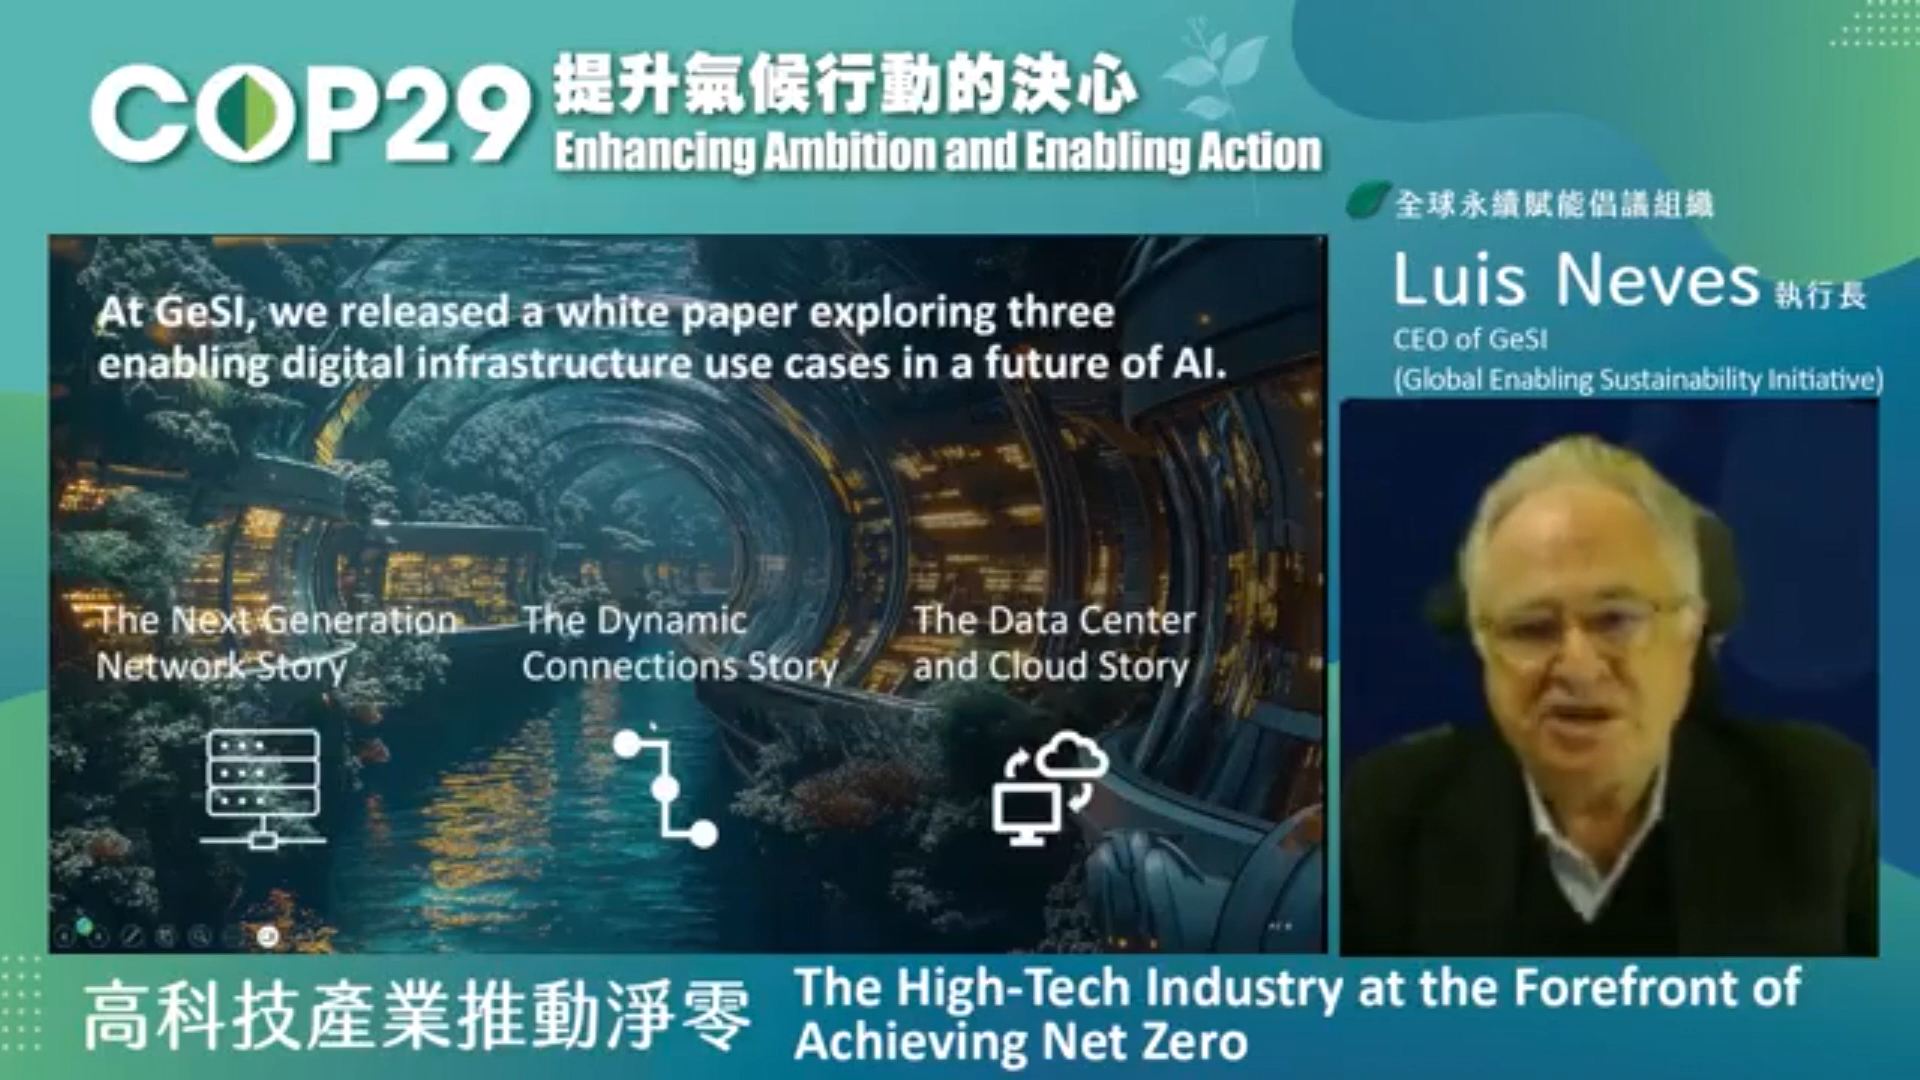 COP29
提升氣候行動的決心
Enhancing Ambition and Enabling Action
全球永續賦能倡議組織
Luis Neves 執行長
CEO of GeSI
(Global Enabling Sustainability Initiative)
At GeSI, we released a white paper exploring three
enabling digital infrastructure use cases in a future of AI.
The Next Generation
Network Story
The Dynamic
Connections Story
The Data Center
and Cloud Story
高科技產業推動淨零
The High-Tech Industry at the Forefront of
Achieving Net Zero